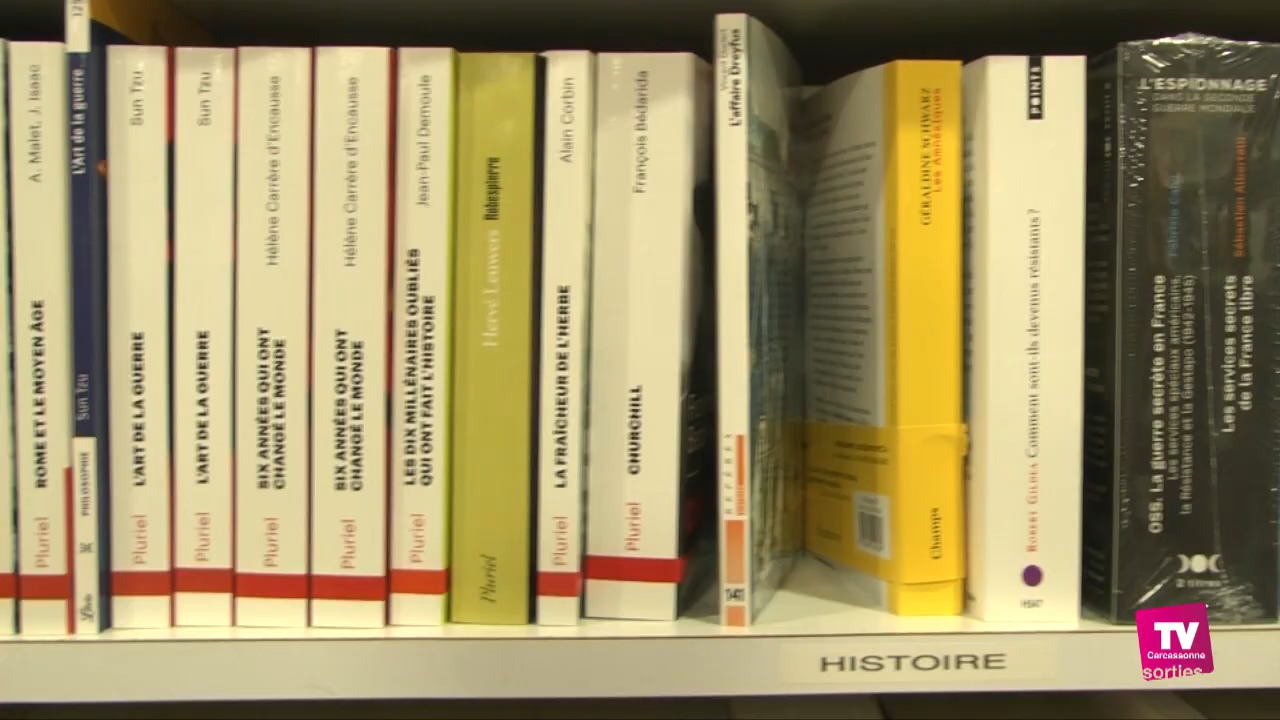 A. Malet, J. Isaac
ROME ET LE MOYEN ÂGE
Pluriel
L'Art de la guerre
Sun Tzu
PHILOSOPHIE
Sun Tzu
L'ART DE LA GUERRE
Pluriel
Sun Tzu
L'ART DE LA GUERRE
Pluriel
Hélène Carrère d'Encausse
SIX ANNÉES QUI ONT
CHANGÉ LE MONDE
Pluriel
Hélène Carrère d'Encausse
SIX ANNÉES QUI ONT
CHANGÉ LE MONDE
Pluriel
Jean-Paul Demoule
LES DIX MILLÉNAIRES OUBLIÉS
QUI ONT FAIT L'HISTOIRE
Pluriel
Hervé Leuwers Robespierre
Pluriel
Alain Corbin
LA FRAÎCHEUR DE L'HERBE
Pluriel
François Bédarida
CHURCHILL
Pluriel
L'affaire Dreyfus
REPÈRES
141
GÉRALDINE SCHWARZ
Les Amnésiques
Champs
POINTS
ROBERT GILDEA Comment sont-ils devenus résistants ?
L'ESPIONNAGE
DANS LA SECONDE
GUERRE MONDIALE
Sébastien Albertelli
OSS. La guerre secrète en France
Les services spéciaux américains,
la Résistance et la Gestapo (1942-1945)
Les services secrets
de la France libre
2 titres
HISTOIRE
TV
Carcassonne
sorties